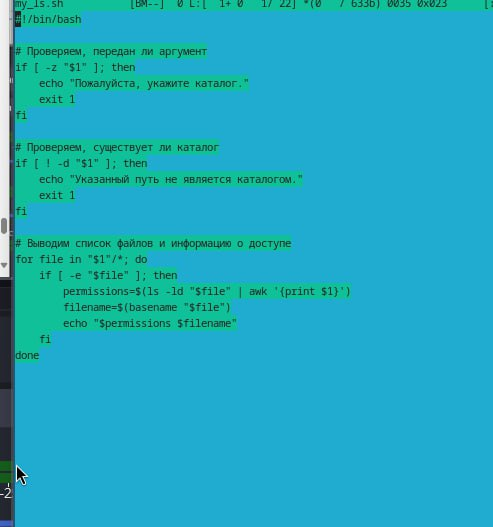 my_ls.sh [BM--] 0 L:[ 1+ 0 1/ 22] *(0 / 633b) 0035 0x023
#!/bin/bash
# Проверяем, передан ли аргумент
if [ -z "$1" ]; then
echo "Пожалуйста, укажите каталог."
exit 1
fi
# Проверяем, существует ли каталог
if [ ! -d "$1" ]; then
echo "Указанный путь не является каталогом."
exit 1
fi
# Выводим список файлов и информацию о доступе
for file in "$1"/*; do
if [ -e "$file" ]; then
permissions=$(ls -ld "$file" | awk '{print $1}')
filename=$(basename "$file")
echo "$permissions $filename"
fi
done
-2